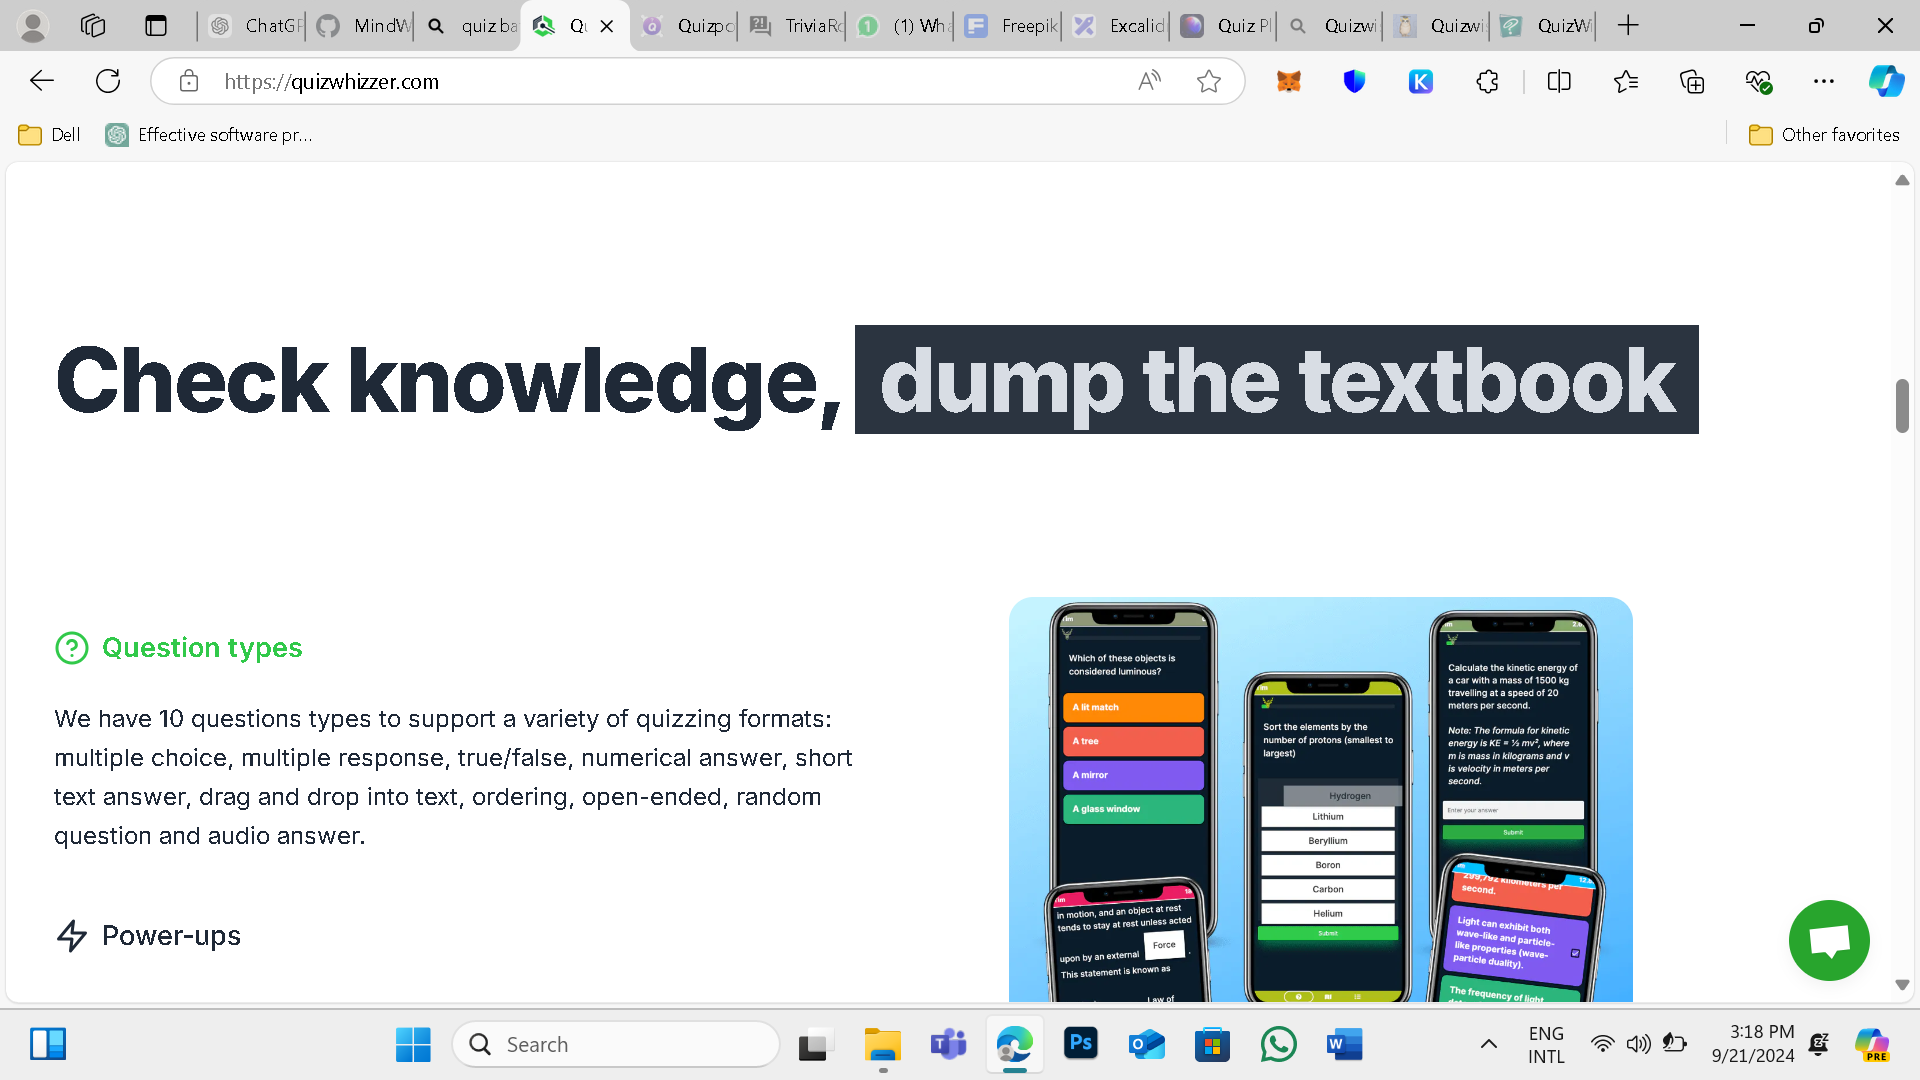 ChatGP
MindW
quiz ba
Qu
Quizpo
TriviaRo
(1) Wha
Freepik
Excalid
Quiz Pl
Quizwi
Quizwi
QuizWi
https://quizwhizzer.com
Dell
Effective software pr...
Other favorites
Check knowledge, dump the textbook
Question types
We have 10 questions types to support a variety of quizzing formats:
multiple choice, multiple response, true/false, numerical answer, short
text answer, drag and drop into text, ordering, open-ended, random
question and audio answer.
Power-ups
Which of these objects is
considered luminous?
A lit match
A tree
A mirror
A glass window
in motion, and an object at rest
tends to stay at rest unless acted
Force
upon by an external
.
This statement is known as
Law of
Sort the elements by the
number of protons (smallest to
largest)
Hydrogen
Lithium
Beryllium
Boron
Carbon
Helium
Submit
Calculate the kinetic energy of
a car with a mass of 1500 kg
travelling at a speed of 20
meters per second.
Note: The formula for kinetic
energy is KE = ½ mv², where
m is mass in kilograms and v
is velocity in meters per
second.
Enter your answer
Submit
299,792 kilometers per
second.
Light can exhibit both
wave-like and particle-
like properties (wave-
particle duality).
The frequency of light
Search
ENG
INTL
3:18 PM
9/21/2024
PRE